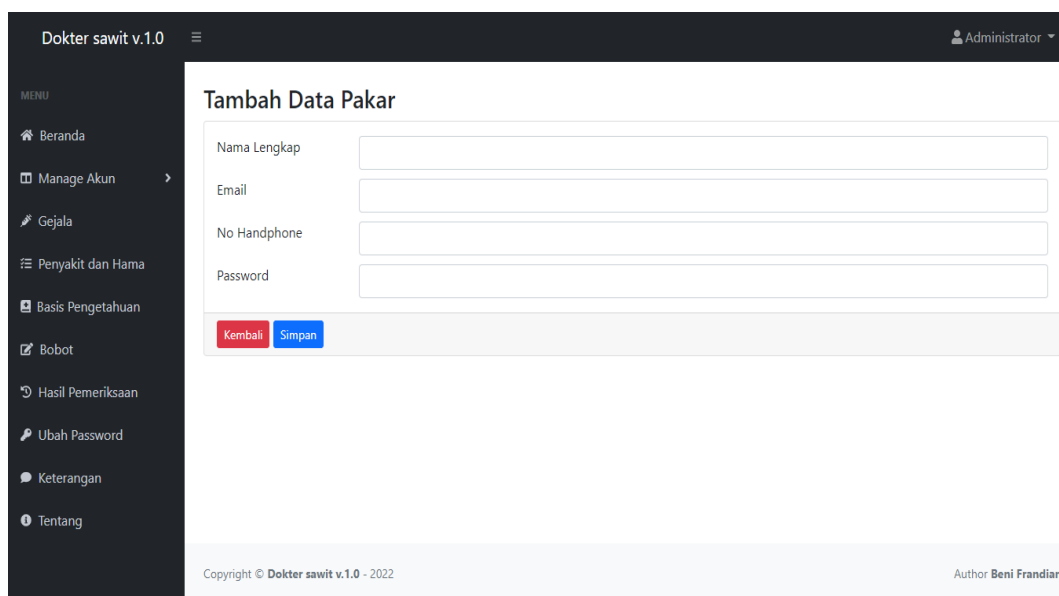 Dokter sawit v.1.0
Administrator
MENU
Beranda
Manage Akun
Gejala
Penyakit dan Hama
Basis Pengetahuan
Bobot
Hasil Pemeriksaan
Ubah Password
Keterangan
Tentang
Tambah Data Pakar
Nama Lengkap
Email
No Handphone
Password
Kembali Simpan
Copyright © Dokter sawit v.1.0 - 2022
Author Beni Frandian